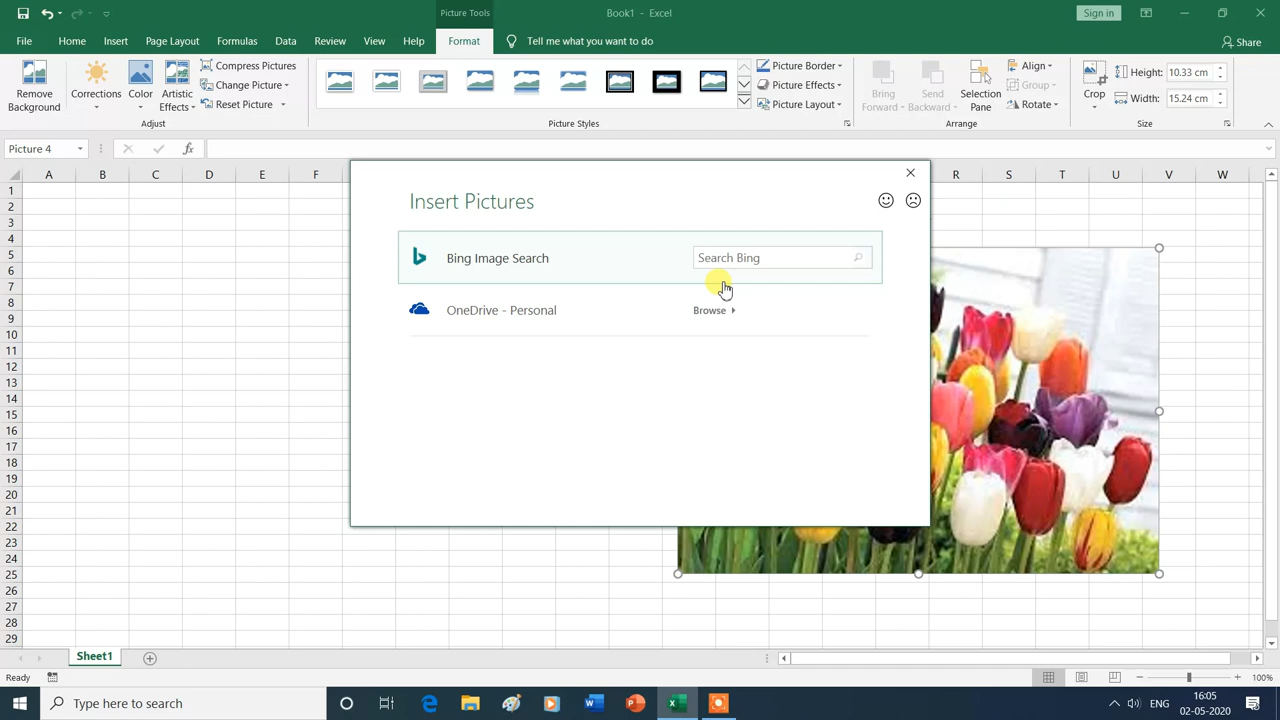 Picture Tools
Book1 - Excel
Sign in
File Home Insert Page Layout Formulas Data Review View Help Format Tell me what you want to do Share
Remove Background
Corrections
Color
Artistic Effects
Compress Pictures
Change Picture
Reset Picture
Adjust
Picture Styles
Picture Border
Picture Effects
Picture Layout
Bring Forward
Send Backward
Selection Pane
Align
Group
Rotate
Arrange
Crop
Height: 10.33 cm
Width: 15.24 cm
Size
Picture 4
fx
A B C D E F R S T U V W
1
2
3
4
5
6
7
8
9
10
11
12
13
14
15
16
17
18
19
20
21
22
23
24
25
26
27
28
29
Insert Pictures
b Bing Image Search Search Bing
OneDrive - Personal Browse
Sheet1
Ready
100%
Type here to search
ENG
16:05
02-05-2020